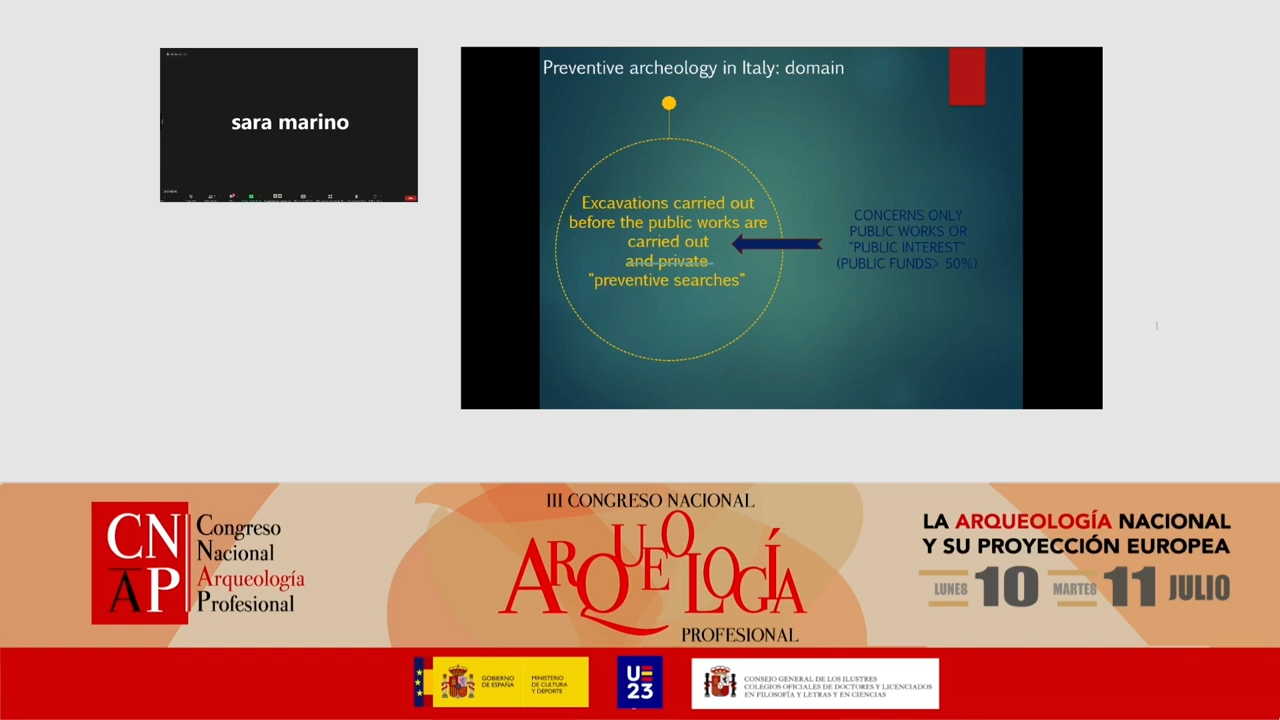 sara marino
Preventive archeology in Italy: domain
Excavations carried out
before the public works are
carried out
and private
"preventive searches"
CONCERNS ONLY
PUBLIC WORKS OR
"PUBLIC INTEREST"
(PUBLIC FUNDS> 50%)
CN
AP
Congreso
Nacional
Arqueología
Profesional
III CONGRESO NACIONAL
ARQUEOLOGÍA
PROFESIONAL
LA ARQUEOLOGÍA NACIONAL
Y SU PROYECCIÓN EUROPEA
LUNES 10 MARTES 11 JULIO
GOBIERNO
DE ESPAÑA
MINISTERIO
DE CULTURA
Y DEPORTE
UE
23
CONSEJO GENERAL DE LOS ILUSTRES
COLEGIOS OFICIALES DE DOCTORES Y LICENCIADOS
EN FILOSOFÍA Y LETRAS Y EN CIENCIAS